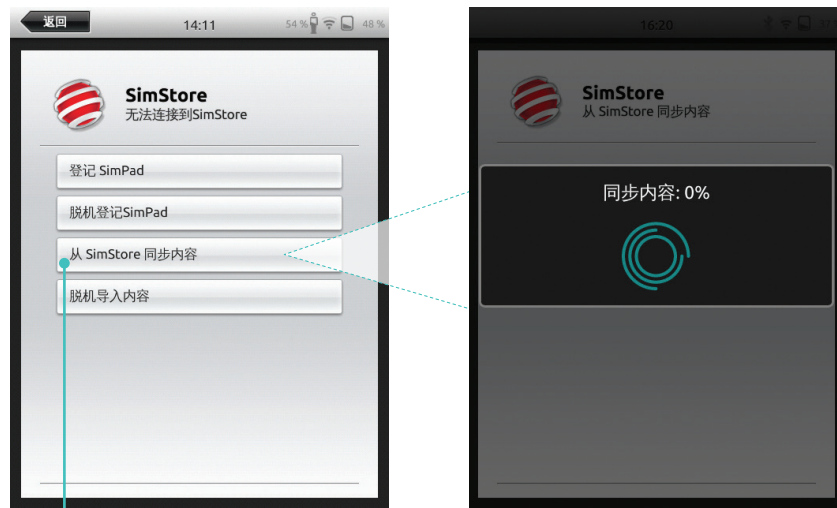 返回
14:11
54 %
48 %
SimStore
无法连接到SimStore
登记 SimPad
脱机登记SimPad
从 SimStore 同步内容
脱机导入内容
16:20
SimStore
从 SimStore 同步内容
同步内容: 0%